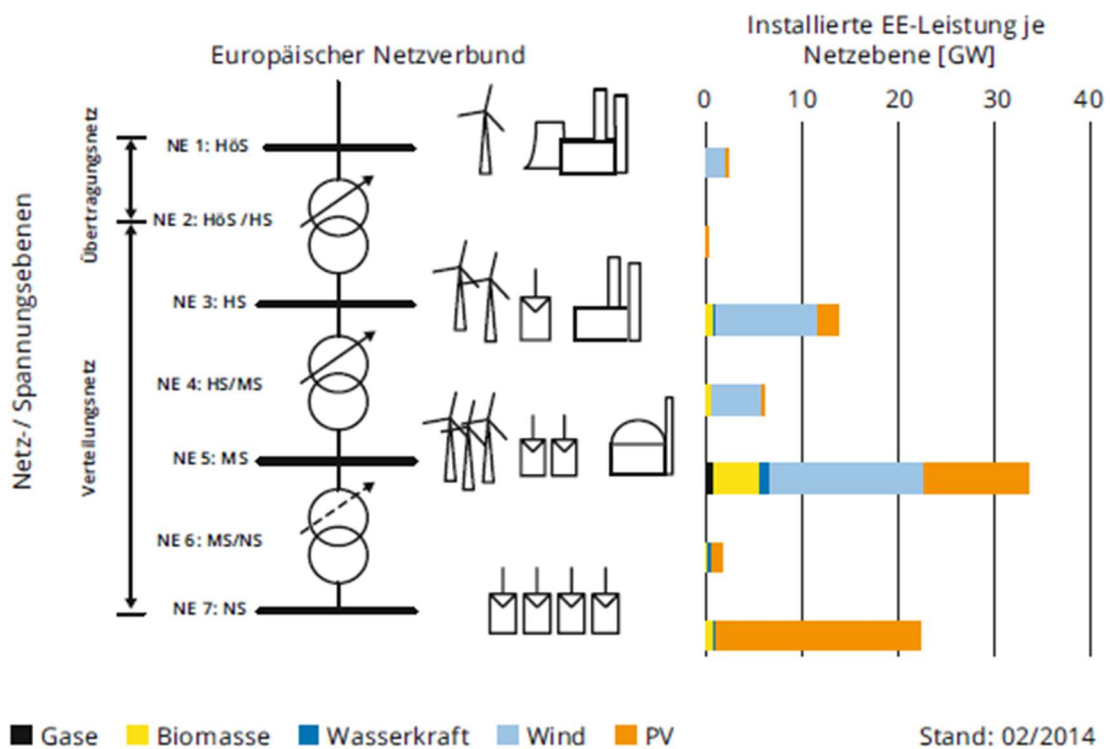 Installierte EE-Leistung je
Netzebene [GW]
Europäischer Netzverbund
0 10 20 30 40
Netz-/ Spannungsebenen
Übertragungsnetz
Verteilungsnetz
NE 1: HöS
NE 2: HöS /HS
NE 3: HS
NE 4: HS/MS
NE 5: MS
NE 6: MS/NS
NE 7: NS
Gase Biomasse Wasserkraft Wind PV Stand: 02/2014